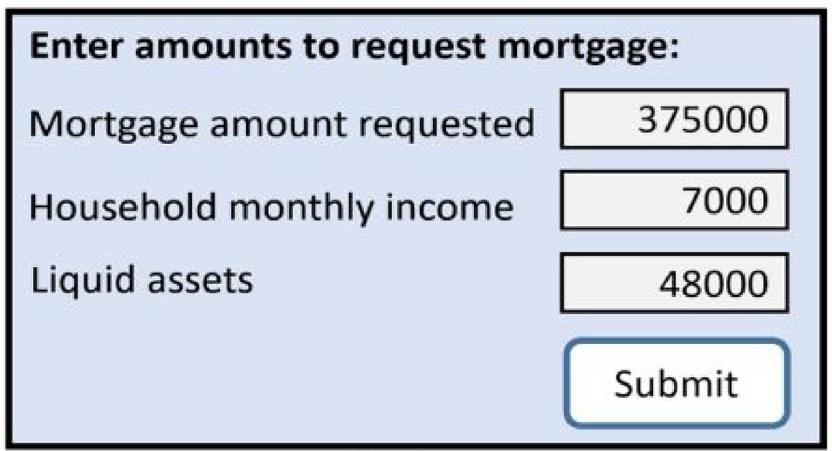 Enter amounts to request mortgage:
Mortgage amount requested 375000
Household monthly income 7000
Liquid assets 48000
Submit